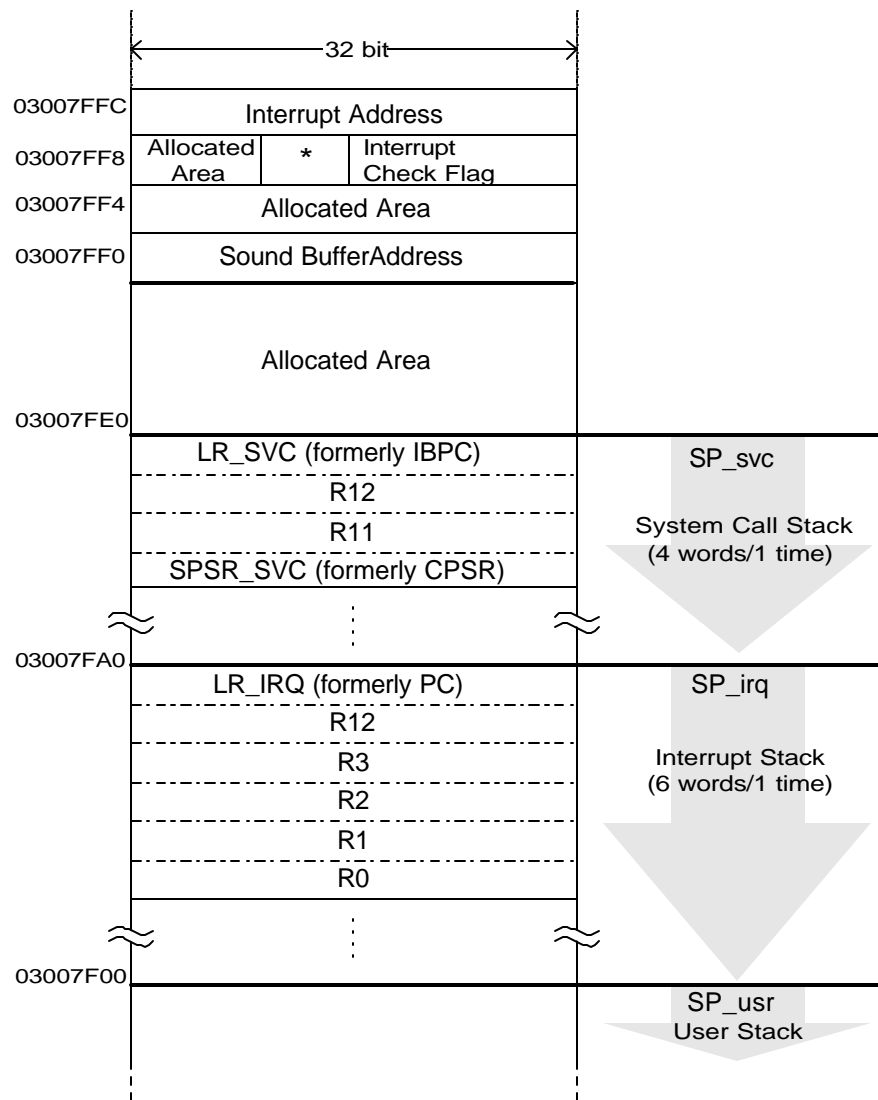 32 bit
03007FFC
Interrupt Address
03007FF8
Allocated
Area
*
Interrupt
Check Flag
03007FF4
Allocated Area
03007FF0
Sound BufferAddress
Allocated Area
03007FE0
LR_SVC (formerly IBPC)
SP_svc
R12
R11
System Call Stack
(4 words/1 time)
SPSR_SVC (formerly CPSR)
03007FA0
LR_IRQ (formerly PC)
SP_irq
R12
R3
Interrupt Stack
(6 words/1 time)
R2
R1
R0
03007F00
SP_usr
User Stack